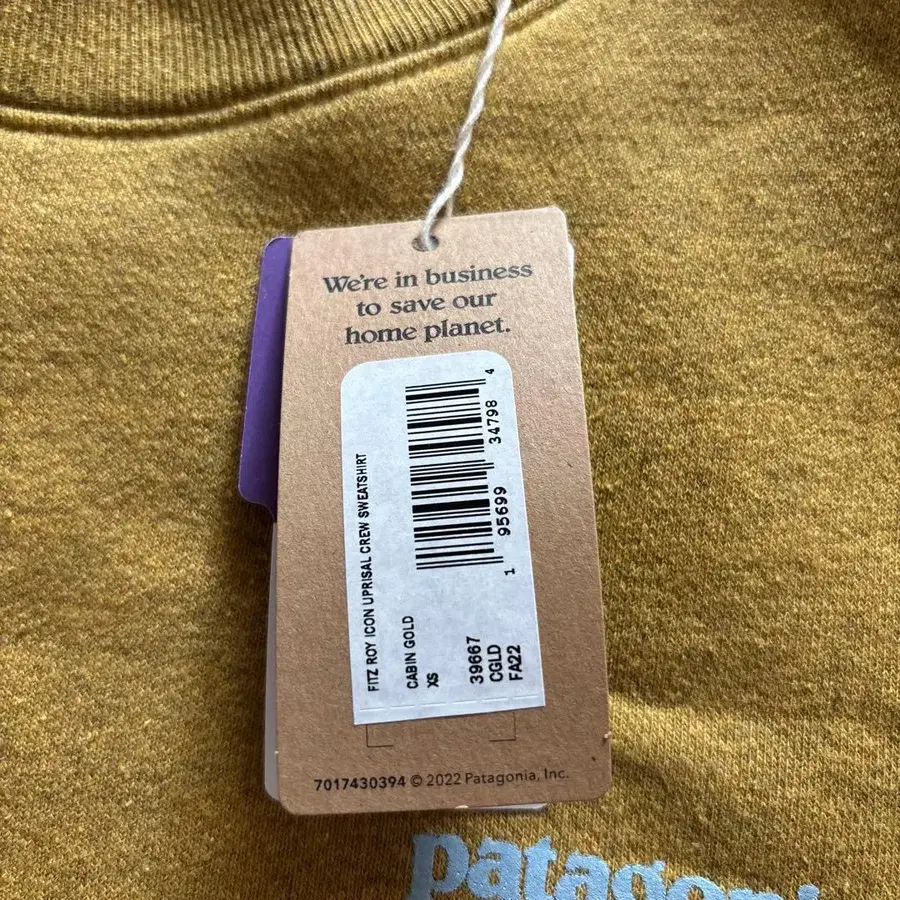 We're in business
to save our
home planet.
FITZ ROY ICON UPRISAL CREW SWEATSHIRT
CABIN GOLD
XS
39667
CGLD
FA22
1 95699 34798 4
7017430394 © 2022 Patagonia, Inc.
patagoni